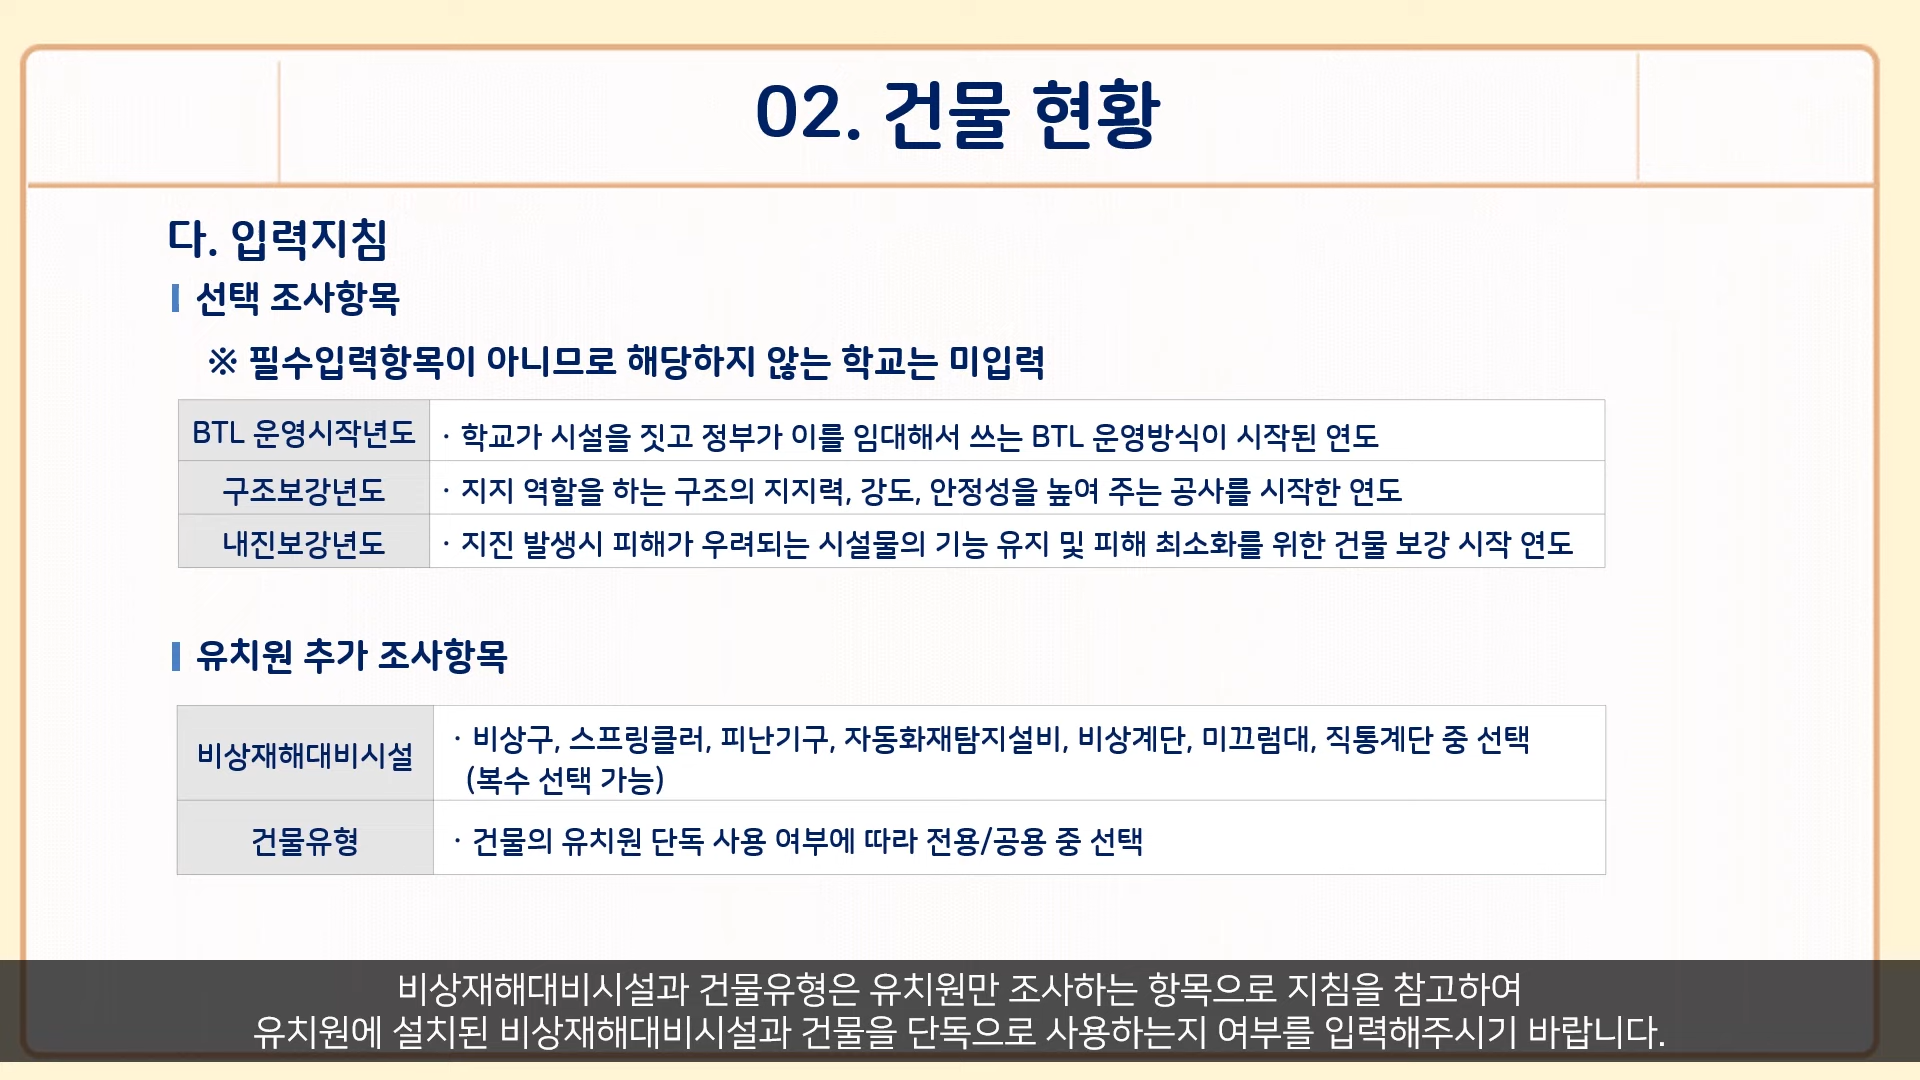 02. 건물 현황
다. 입력지침
선택 조사항목
※ 필수입력항목이 아니므로 해당하지 않는 학교는 미입력
BTL 운영시작년도
· 학교가 시설을 짓고 정부가 이를 임대해서 쓰는 BTL 운영방식이 시작된 연도
구조보강년도
· 지지 역할을 하는 구조의 지지력, 강도, 안정성을 높여 주는 공사를 시작한 연도
내진보강년도
· 지진 발생시 피해가 우려되는 시설물의 기능 유지 및 피해 최소화를 위한 건물 보강 시작 연도
유치원 추가 조사항목
비상재해대비시설
· 비상구, 스프링클러, 피난기구, 자동화재탐지설비, 비상계단, 미끄럼대, 직통계단 중 선택
(복수 선택 가능)
건물유형
· 건물의 유치원 단독 사용 여부에 따라 전용/공용 중 선택
비상재해대비시설과 건물유형은 유치원만 조사하는 항목으로 지침을 참고하여
유치원에 설치된 비상재해대비시설과 건물을 단독으로 사용하는지 여부를 입력해주시기 바랍니다.